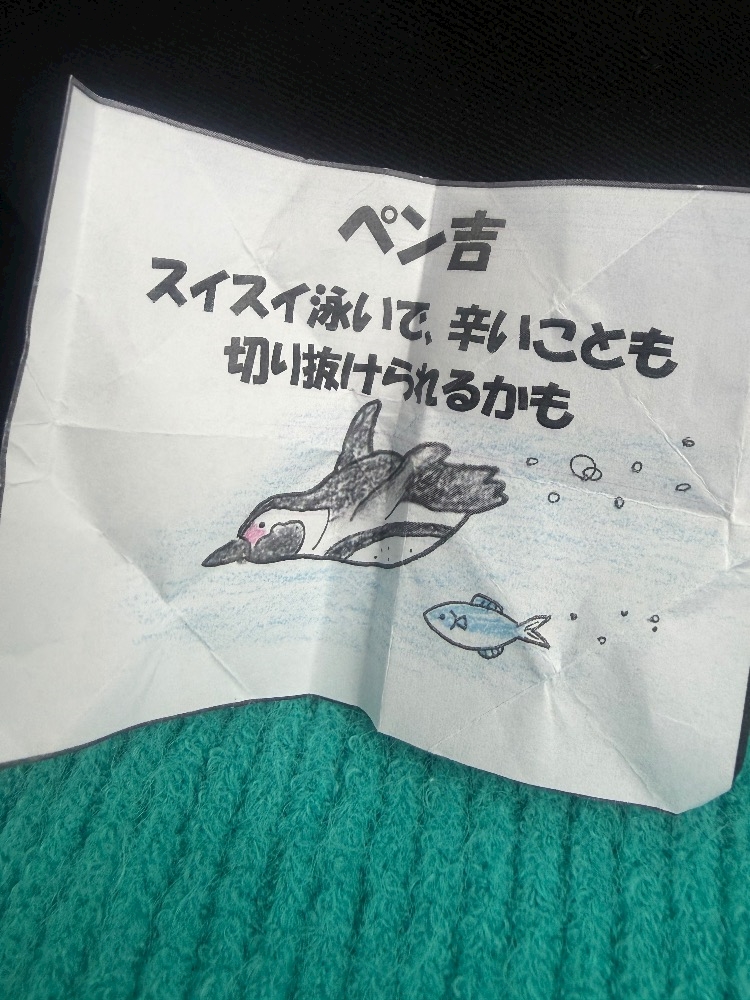 ペン吉
スイスイ泳いで、辛いことも
切り抜けられるかも